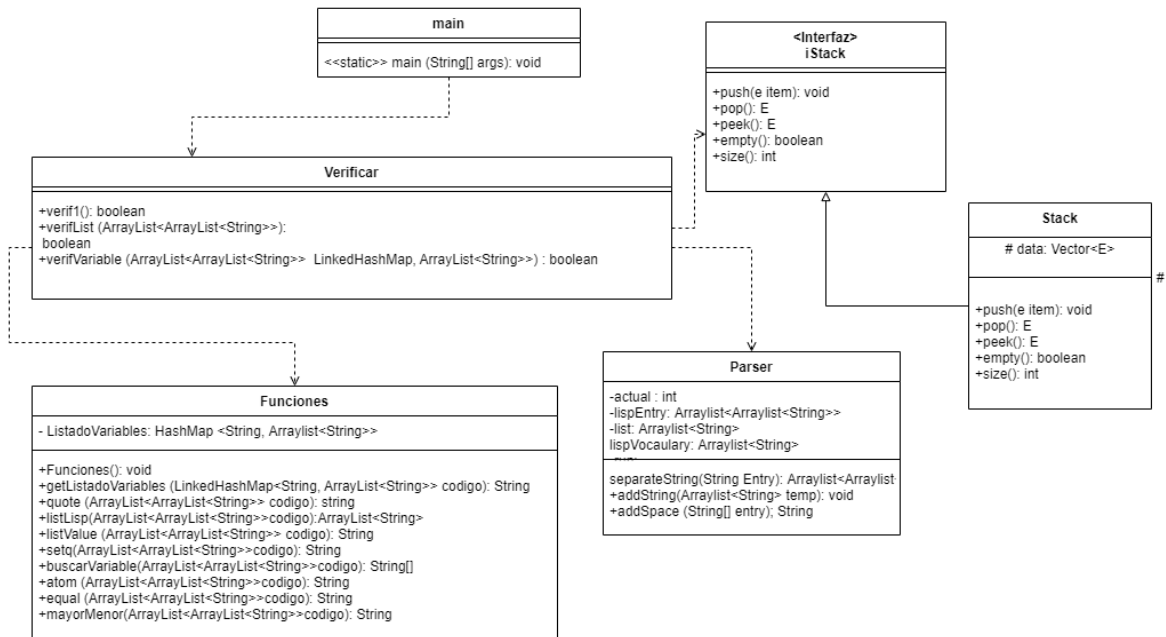 main
<<static>> main (String[] args): void
<Interfaz>
iStack
+push(e item): void
+pop(): E
+peek(): E
+empty(): boolean
+size(): int
Verificar
+verif1(): boolean
+verifList (ArrayList<ArrayList<String>>):
boolean
+verifVariable (ArrayList<ArrayList<String>> LinkedHashMap, ArrayList<String>>) : boolean
Stack
# data: Vector<E>
#
+push(e item): void
+pop(): E
+peek(): E
+empty(): boolean
+size(): int
Funciones
- ListadoVariables: HashMap <String, Arraylist<String>>
+Funciones(): void
+getListadoVariables (LinkedHashMap<String, ArrayList<String>> codigo): String
+quote (ArrayList<ArrayList<String>> codigo): string
+listLisp(ArrayList<ArrayList<String>>codigo):ArrayList<String>
+listValue (ArrayList<ArrayList<String>> codigo): String
+setq(ArrayList<ArrayList<String>>codigo): String
+buscarVariable(ArrayList<ArrayList<String>>codigo): String[]
+atom (ArrayList<ArrayList<String>>codigo): String
+equal (ArrayList<ArrayList<String>>codigo): String
+mayorMenor(ArrayList<ArrayList<String>>codigo): String
Parser
-actual : int
-lispEntry: Arraylist<Arraylist<String>>
-list: Arraylist<String>
lispVocaulary: Arraylist<String>
separateString(String Entry): Arraylist<Arraylist
+addString(Arraylist<String> temp): void
+addSpace (String[] entry); String